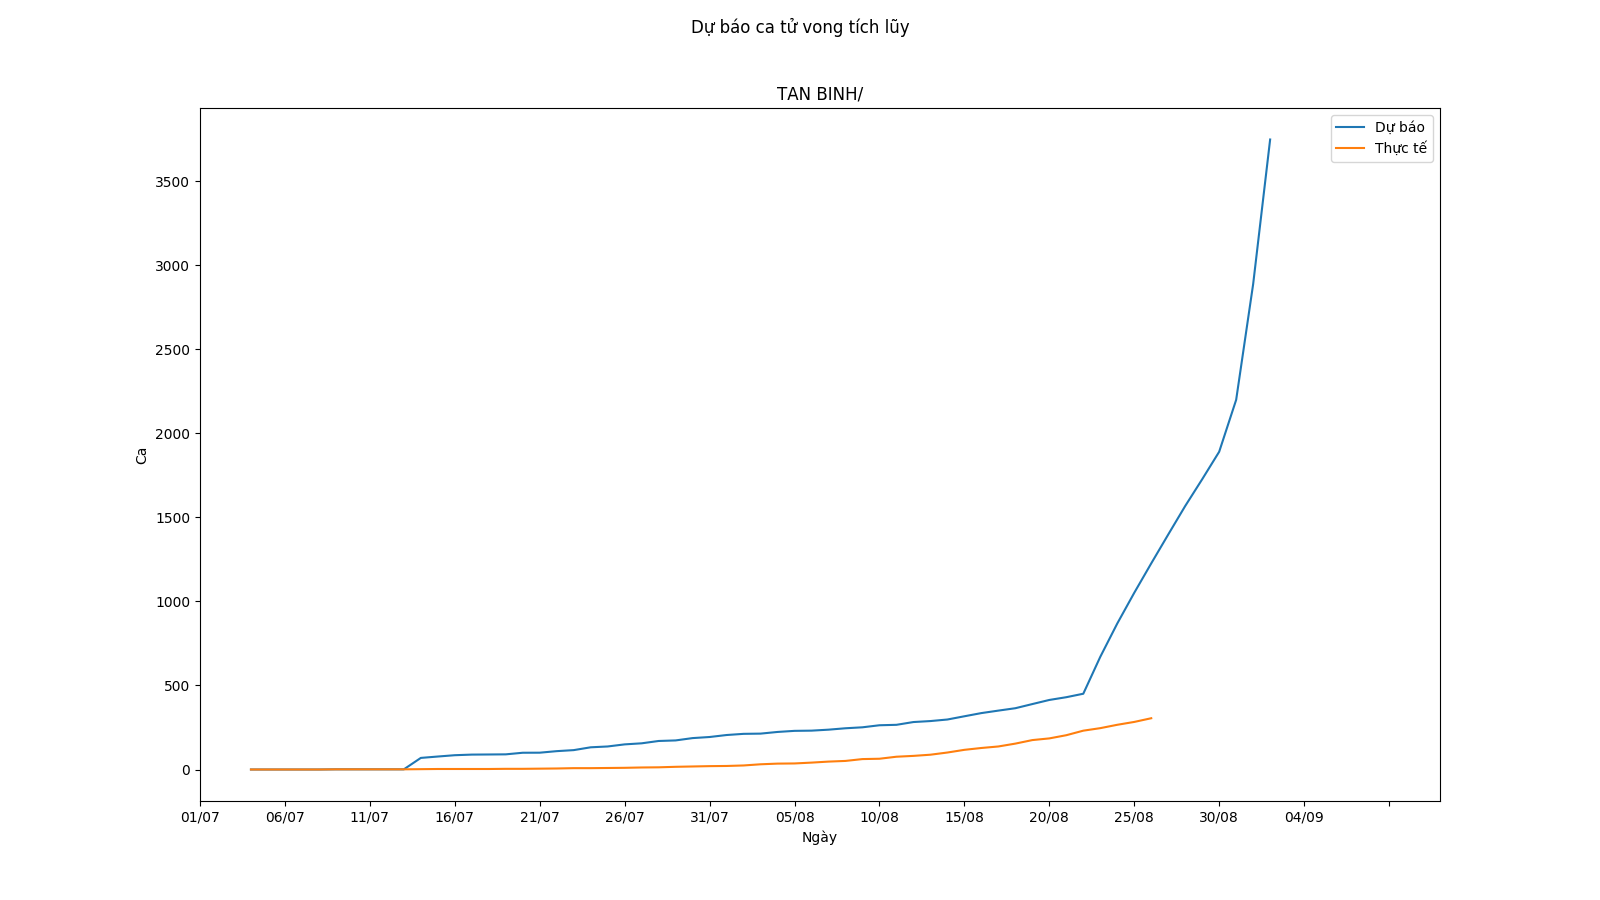 Dự báo ca tử vong tích lũy
TAN BINH/
Dự báo
Thực tế
3500
3000
2500
2000
1500
1000
500
0
Ca
01/07 06/07 11/07 16/07 21/07 26/07 31/07 05/08 10/08 15/08 20/08 25/08 30/08 04/09
Ngày